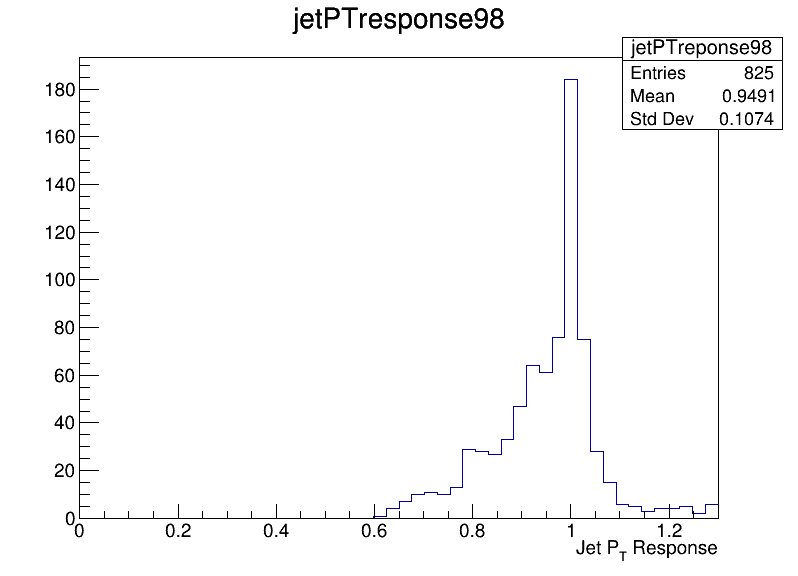 jetPTresponse98
jetPTreponse98
Entries 825
Mean 0.9491
Std Dev 0.1074
180
160
140
120
100
80
60
40
20
0
0 0.2 0.4 0.6 0.8 1 1.2
Jet P_T Response